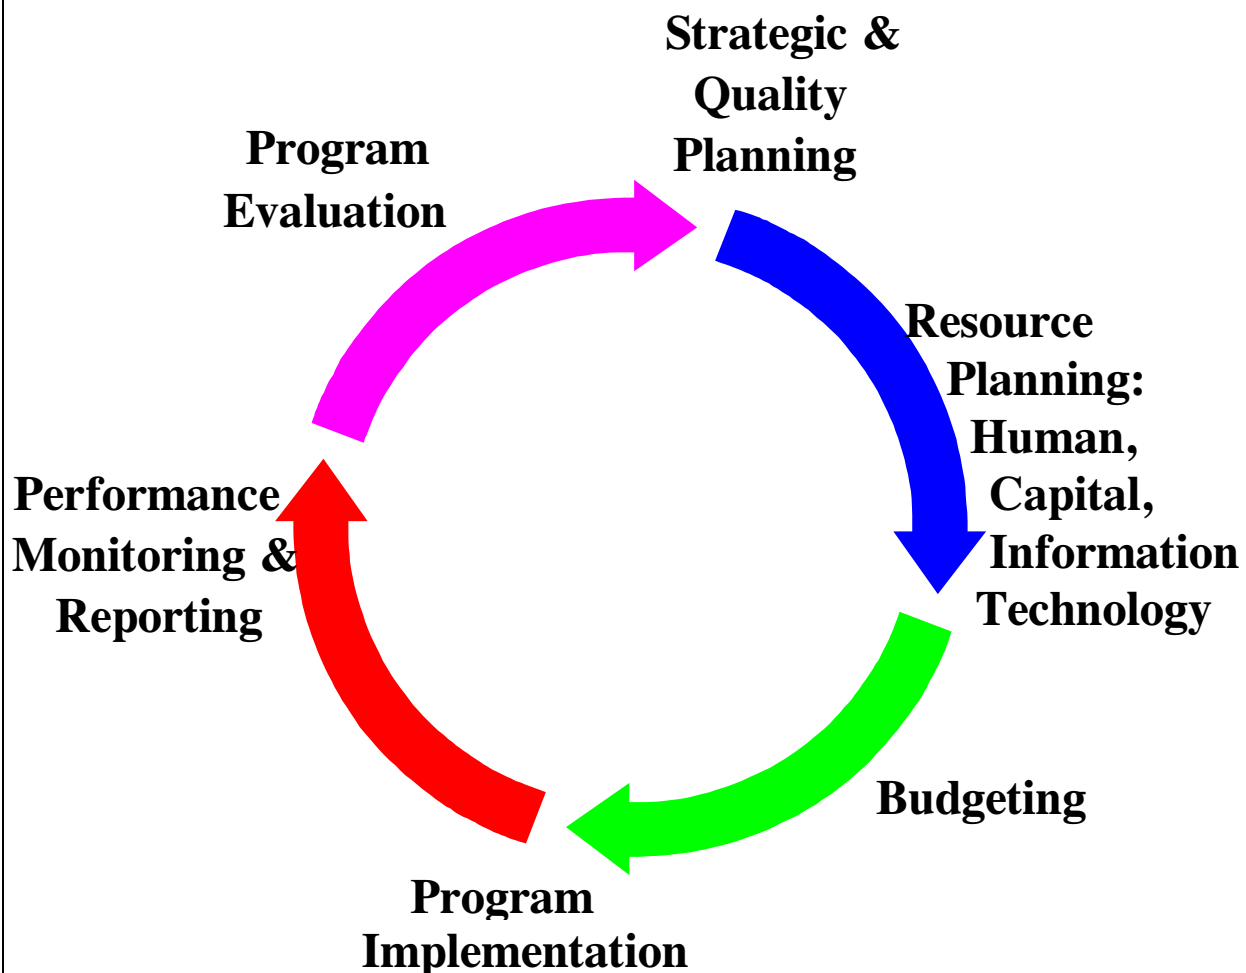 Strategic &
Quality
Planning
Resource
Planning:
Human,
Capital,
Information
Technology
Budgeting
Program
Implementation
Performance
Monitoring &
Reporting
Program
Evaluation